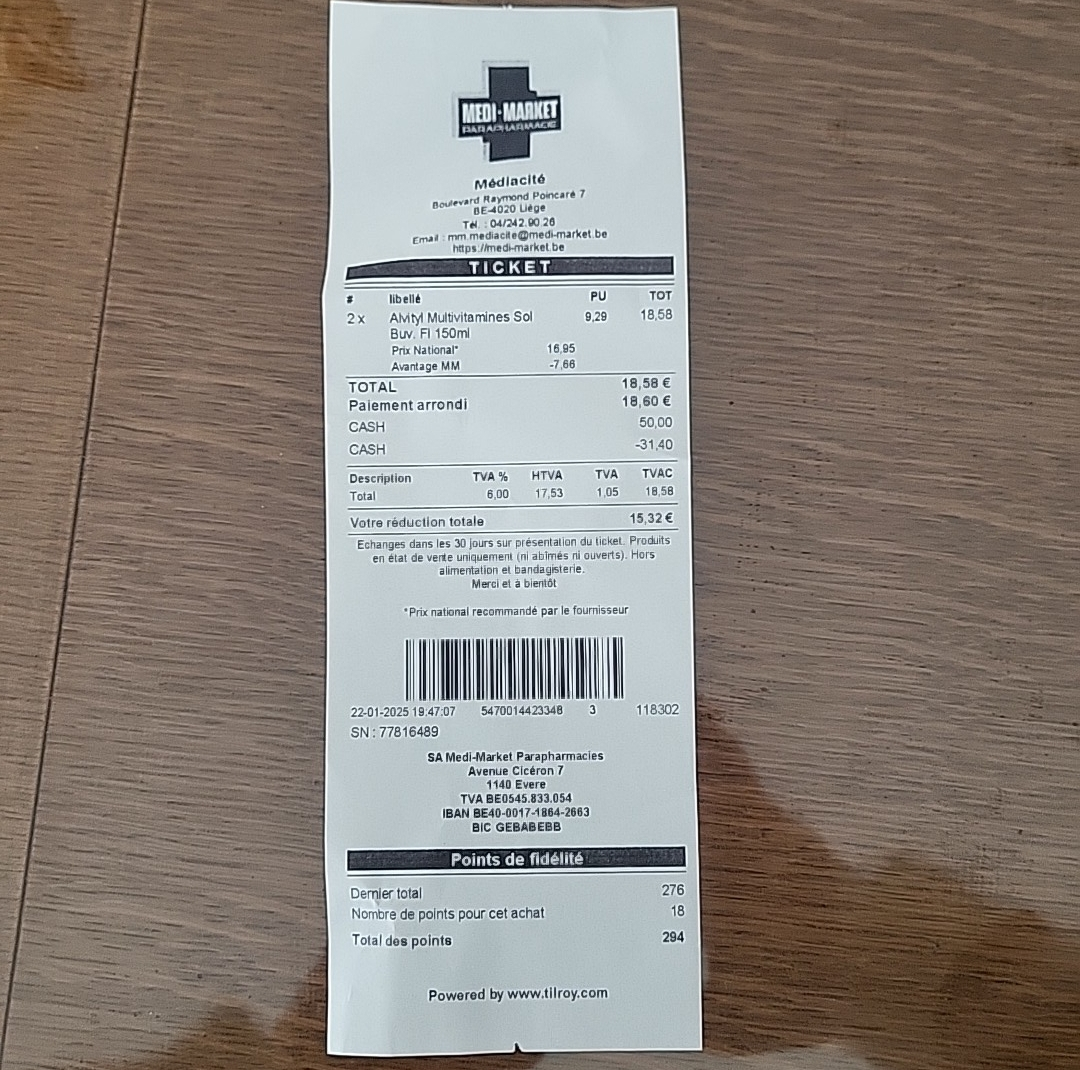 MEDI-MARKET
PARAPHARMACIE
Médiacité
Boulevard Raymond Poincaré 7
BE-4020 Liège
Tél. : 04/242.90.26
Email : mm.mediacite@medi-market.be
https://medi-market.be
TICKET
# libellé PU TOT
2 x Alvityl Multivitamines Sol 9,29 18,58
Buv. Fl 150ml
Prix National* 16,95
Avantage MM -7,66
TOTAL 18,58 €
Paiement arrondi 18,60 €
CASH 50,00
CASH -31,40
Description TVA % HTVA TVA TVAC
Total 6,00 17,53 1,05 18,58
Votre réduction totale 15,32 €
Echanges dans les 30 jours sur présentation du ticket. Produits
en état de vente uniquement (ni abîmés ni ouverts). Hors
alimentation et bandagisterie.
Merci et à bientôt
*Prix national recommandé par le fournisseur
22-01-2025 19:47:07 5470014423348 3 118302
SN : 77816489
SA Medi-Market Parapharmacies
Avenue Cicéron 7
1140 Evere
TVA BE0545.833.054
IBAN BE40-0017-1864-2663
BIC GEBABEBB
Points de fidélité
Dernier total 276
Nombre de points pour cet achat 18
Total des points 294
Powered by www.tilroy.com